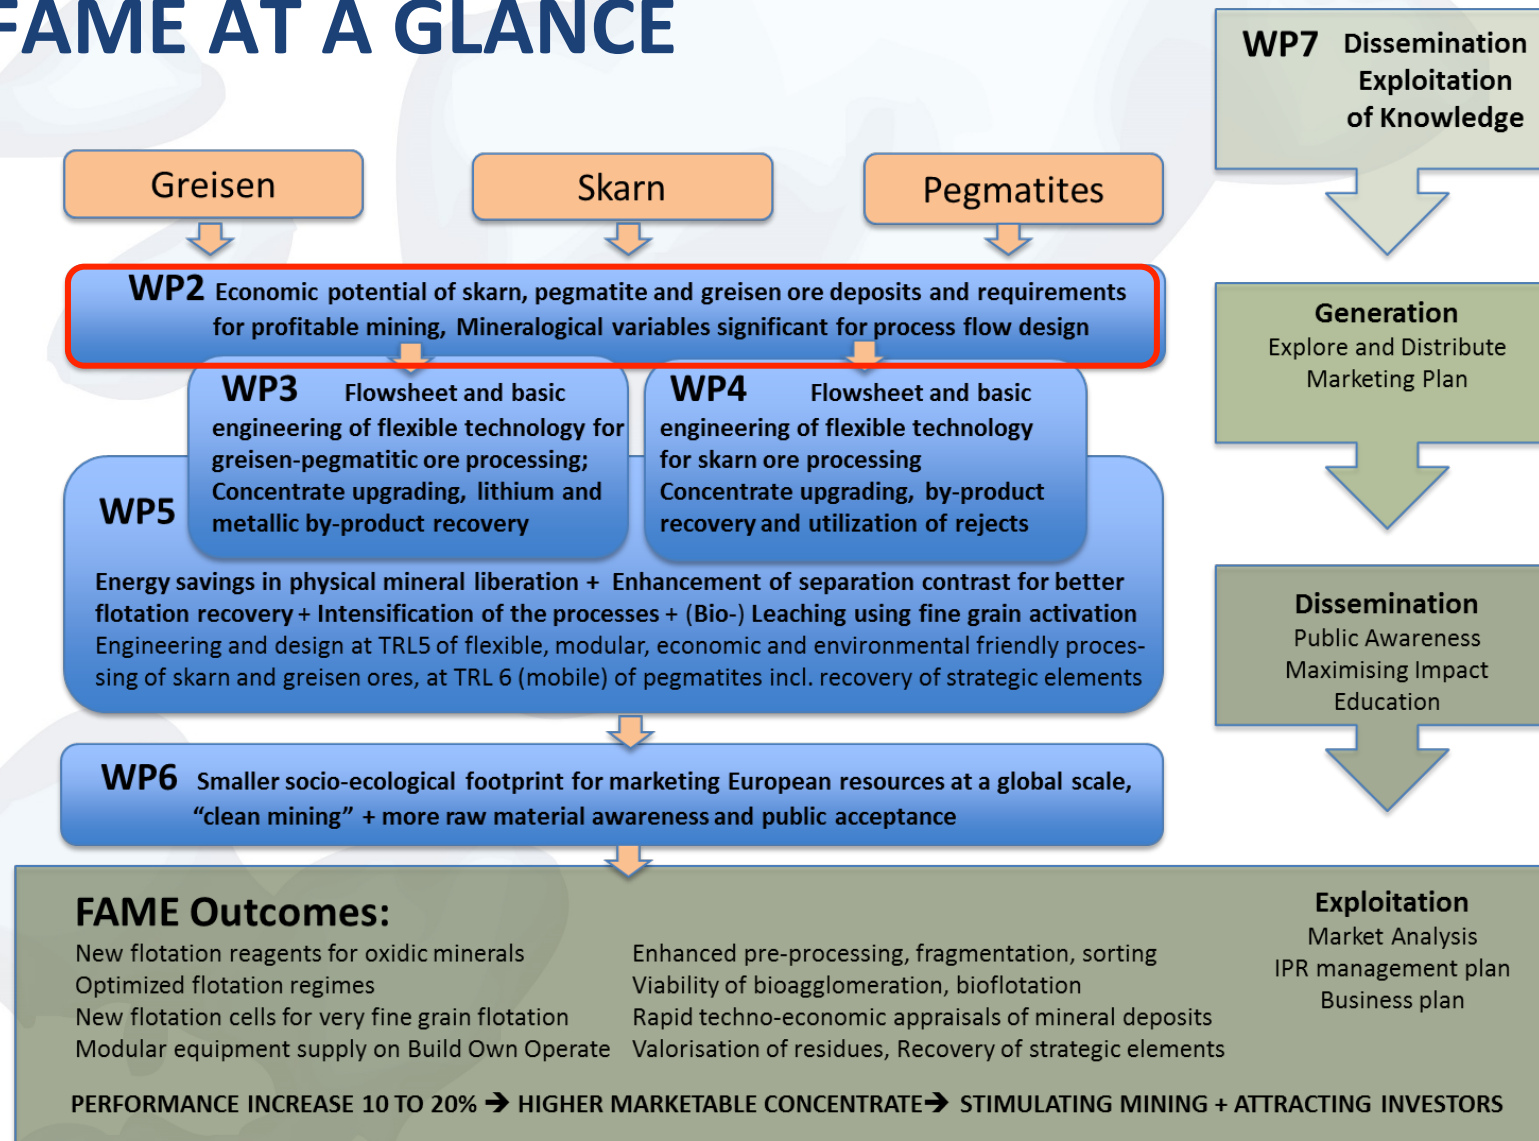 FAME AT A GLANCE
WP7 Dissemination
Exploitation
of Knowledge
Greisen
Skarn
Pegmatites
WP2 Economic potential of skarn, pegmatite and greisen ore deposits and requirements
for profitable mining, Mineralogical variables significant for process flow design
WP3 Flowsheet and basic
engineering of flexible technology for
greisen-pegmatitic ore processing;
Concentrate upgrading, lithium and
metallic by-product recovery
WP4 Flowsheet and basic
engineering of flexible technology
for skarn ore processing
Concentrate upgrading, by-product
recovery and utilization of rejects
WP5
Energy savings in physical mineral liberation + Enhancement of separation contrast for better
flotation recovery + Intensification of the processes + (Bio-) Leaching using fine grain activation
Engineering and design at TRL5 of flexible, modular, economic and environmental friendly proces-
sing of skarn and greisen ores, at TRL 6 (mobile) of pegmatites incl. recovery of strategic elements
WP6 Smaller socio-ecological footprint for marketing European resources at a global scale,
“clean mining” + more raw material awareness and public acceptance
Generation
Explore and Distribute
Marketing Plan
Dissemination
Public Awareness
Maximising Impact
Education
FAME Outcomes:
New flotation reagents for oxidic minerals
Optimized flotation regimes
New flotation cells for very fine grain flotation
Modular equipment supply on Build Own Operate
Enhanced pre-processing, fragmentation, sorting
Viability of bioagglomeration, bioflotation
Rapid techno-economic appraisals of mineral deposits
Valorisation of residues, Recovery of strategic elements
Exploitation
Market Analysis
IPR management plan
Business plan
PERFORMANCE INCREASE 10 TO 20% ➔ HIGHER MARKETABLE CONCENTRATE➔ STIMULATING MINING + ATTRACTING INVESTORS